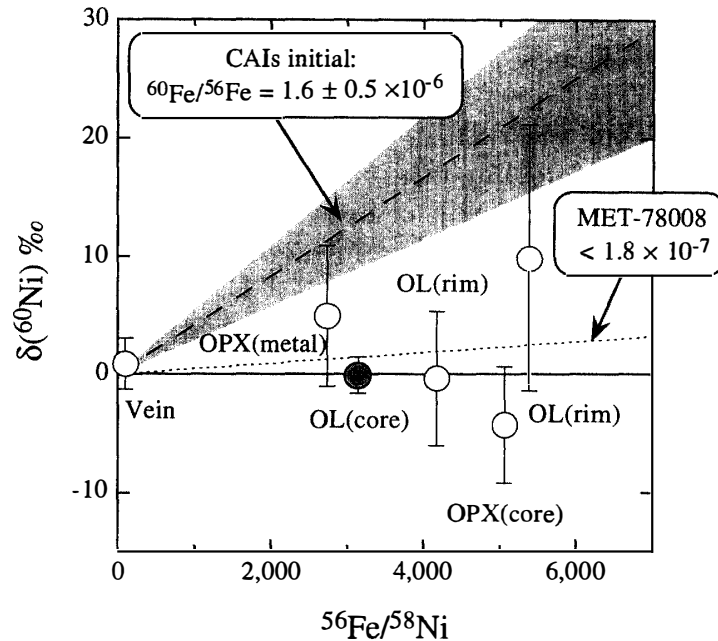 30
CAIs initial:
⁶⁰Fe/⁵⁶Fe = 1.6 ± 0.5 ×10⁻⁶
20
MET-78008
< 1.8 × 10⁻⁷
δ(⁶⁰Ni) ‰
10
OL(rim)
OPX(metal)
0
Vein
OL(core)
OL(rim)
-10
OPX(core)
0
2,000
4,000
6,000
⁵⁶Fe/⁵⁸Ni